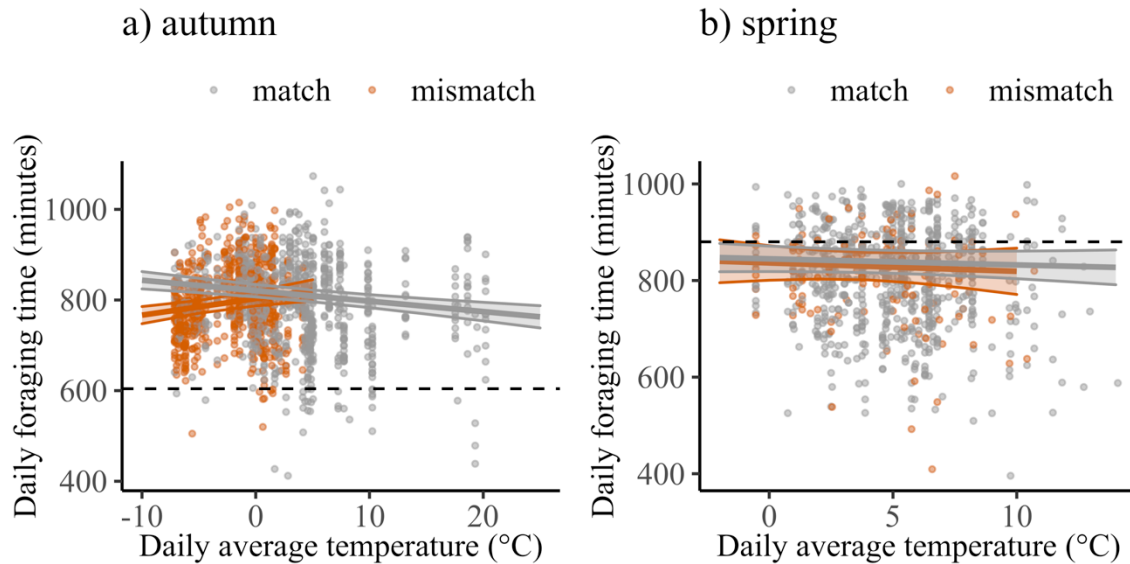 a) autumn
match mismatch
Daily foraging time (minutes)
1000
800
600
400
-10 0 10 20
Daily average temperature (°C)
b) spring
match mismatch
Daily foraging time (minutes)
1000
800
600
400
0 5 10
Daily average temperature (°C)